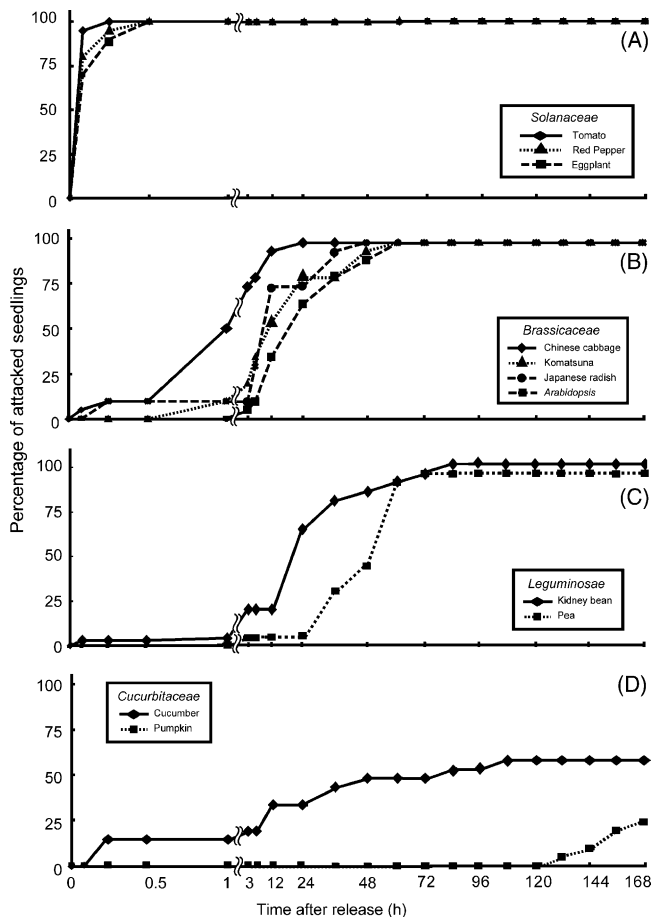 100
75
50
25
0
(A)
Solanaceae
Tomato
Red Pepper
Eggplant
Percentage of attacked seedlings
100
75
50
25
0
(B)
Brassicaceae
Chinese cabbage
Komatsuna
Japanese radish
Arabidopsis
100
75
50
25
0
(C)
Leguminosae
Kidney bean
Pea
100
75
50
25
0
(D)
Cucurbitaceae
Cucumber
Pumpkin
0 0.5 1 3 12 24 48 72 96 120 144 168
Time after release (h)